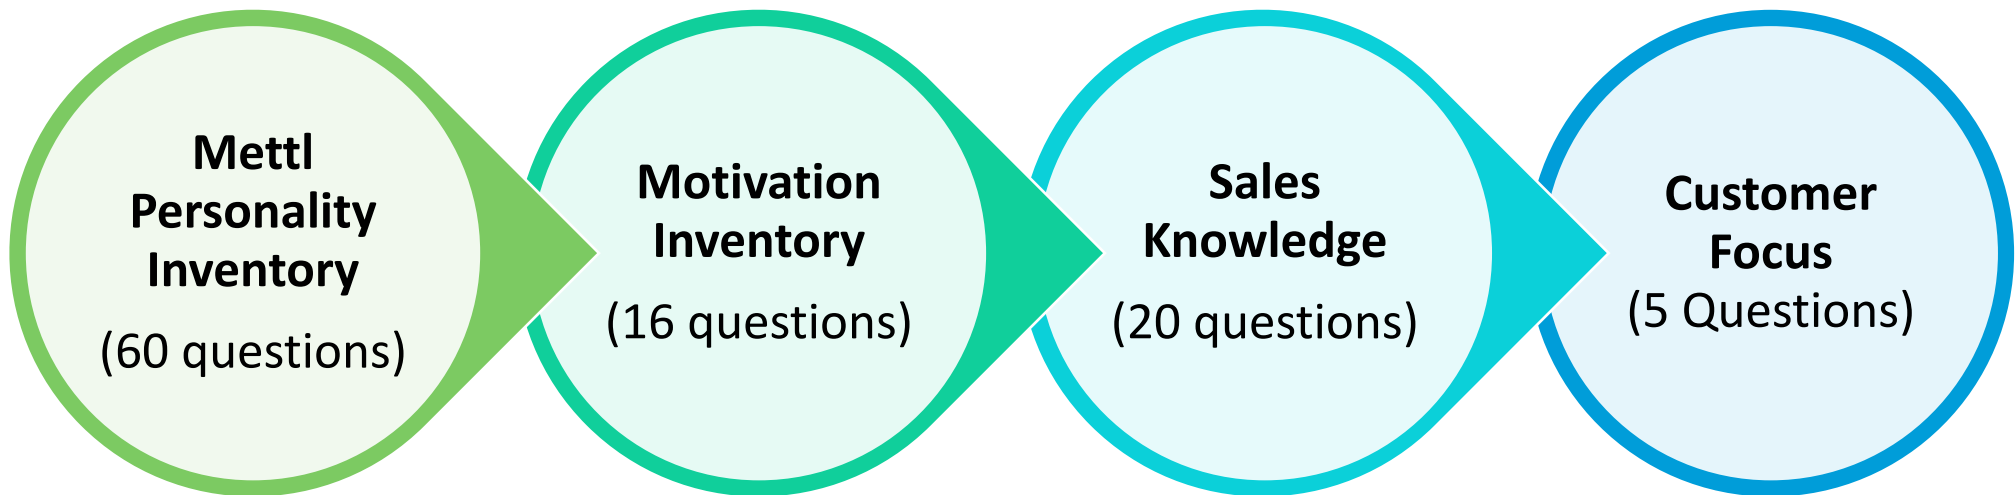 Mettl
Personality
Inventory
(60 questions)
Motivation
Inventory
(16 questions)
Sales
Knowledge
(20 questions)
Customer
Focus
(5 Questions)